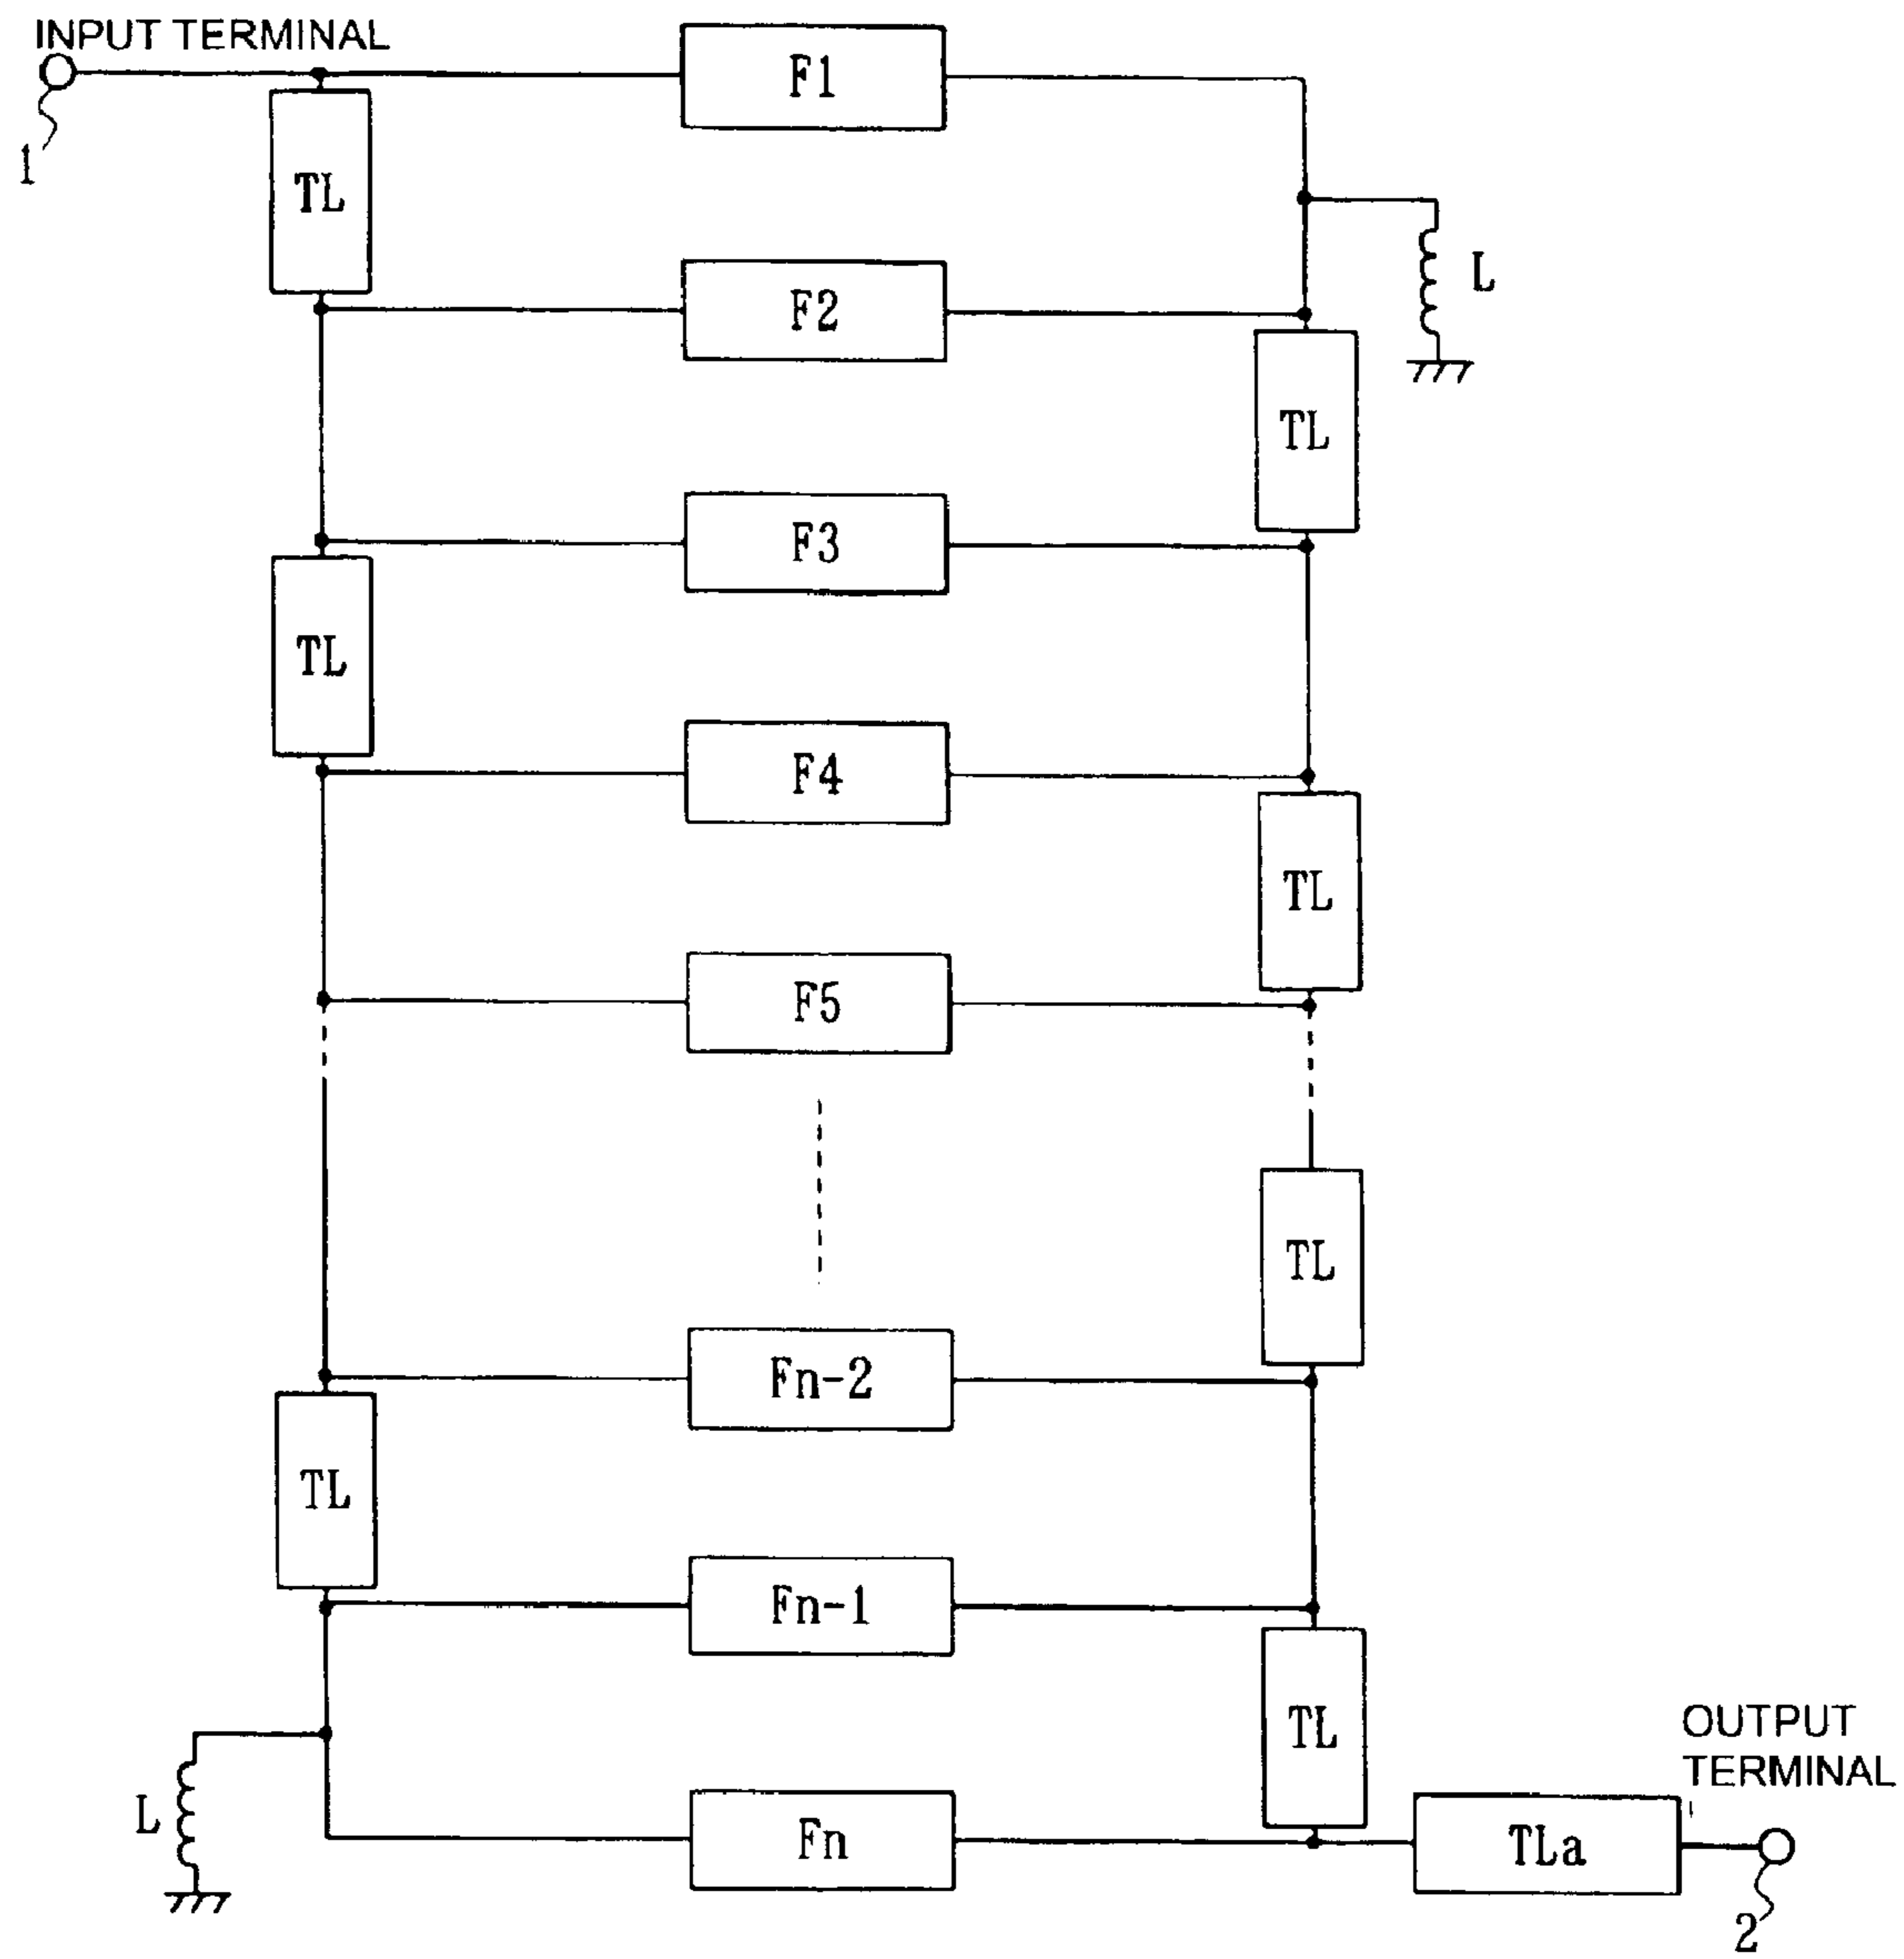 INPUT TERMINAL
1
F1
TL
L
F2
TL
F3
TL
F4
TL
F5
TL
Fn-2
TL
Fn-1
TL
OUTPUT
TERMINAL
L
Fn
TLa
2